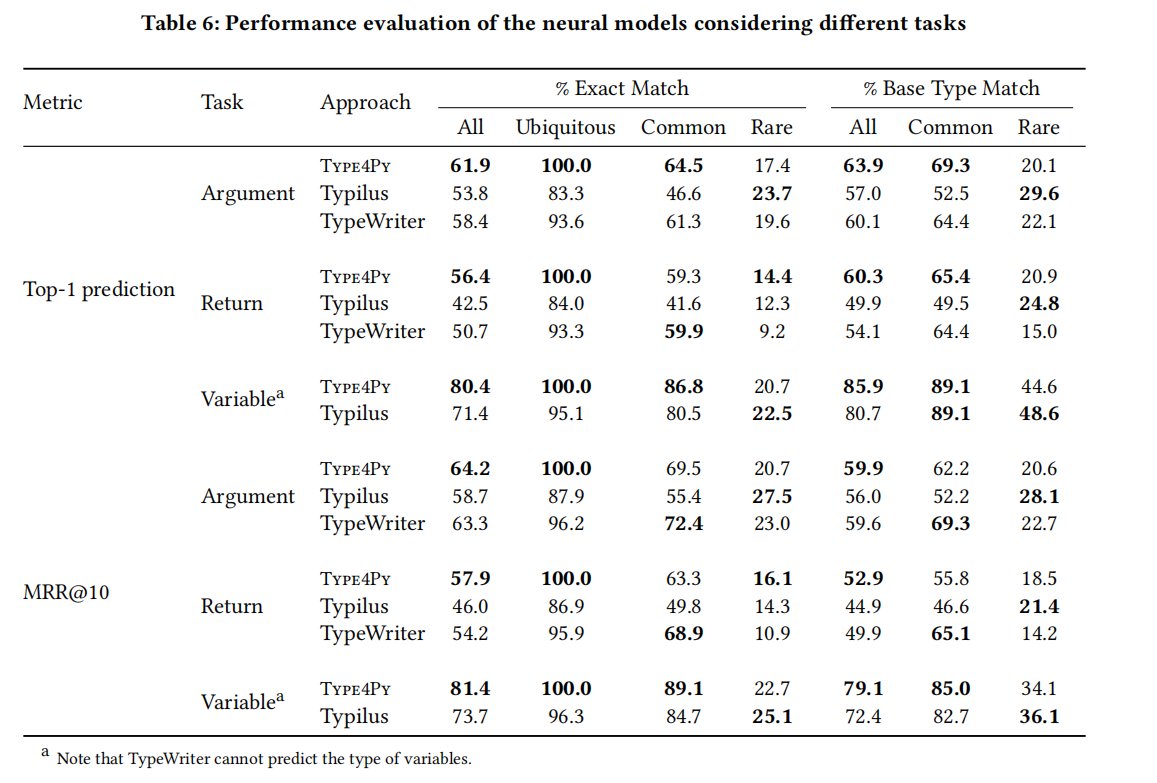 Table 6: Performance evaluation of the neural models considering different tasks
Metric Task Approach % Exact Match % Base Type Match
All Ubiquitous Common Rare All Common Rare
Top-1 prediction Argument Type4Py 61.9 100.0 64.5 17.4 63.9 69.3 20.1
Typilus 53.8 83.3 46.6 23.7 57.0 52.5 29.6
TypeWriter 58.4 93.6 61.3 19.6 60.1 64.4 22.1
Return Type4Py 56.4 100.0 59.3 14.4 60.3 65.4 20.9
Typilus 42.5 84.0 41.6 12.3 49.9 49.5 24.8
TypeWriter 50.7 93.3 59.9 9.2 54.1 64.4 15.0
Variableᵃ Type4Py 80.4 100.0 86.8 20.7 85.9 89.1 44.6
Typilus 71.4 95.1 80.5 22.5 80.7 89.1 48.6
MRR@10 Argument Type4Py 64.2 100.0 69.5 20.7 59.9 62.2 20.6
Typilus 58.7 87.9 55.4 27.5 56.0 52.2 28.1
TypeWriter 63.3 96.2 72.4 23.0 59.6 69.3 22.7
Return Type4Py 57.9 100.0 63.3 16.1 52.9 55.8 18.5
Typilus 46.0 86.9 49.8 14.3 44.9 46.6 21.4
TypeWriter 54.2 95.9 68.9 10.9 49.9 65.1 14.2
Variableᵃ Type4Py 81.4 100.0 89.1 22.7 79.1 85.0 34.1
Typilus 73.7 96.3 84.7 25.1 72.4 82.7 36.1
ᵃ Note that TypeWriter cannot predict the type of variables.